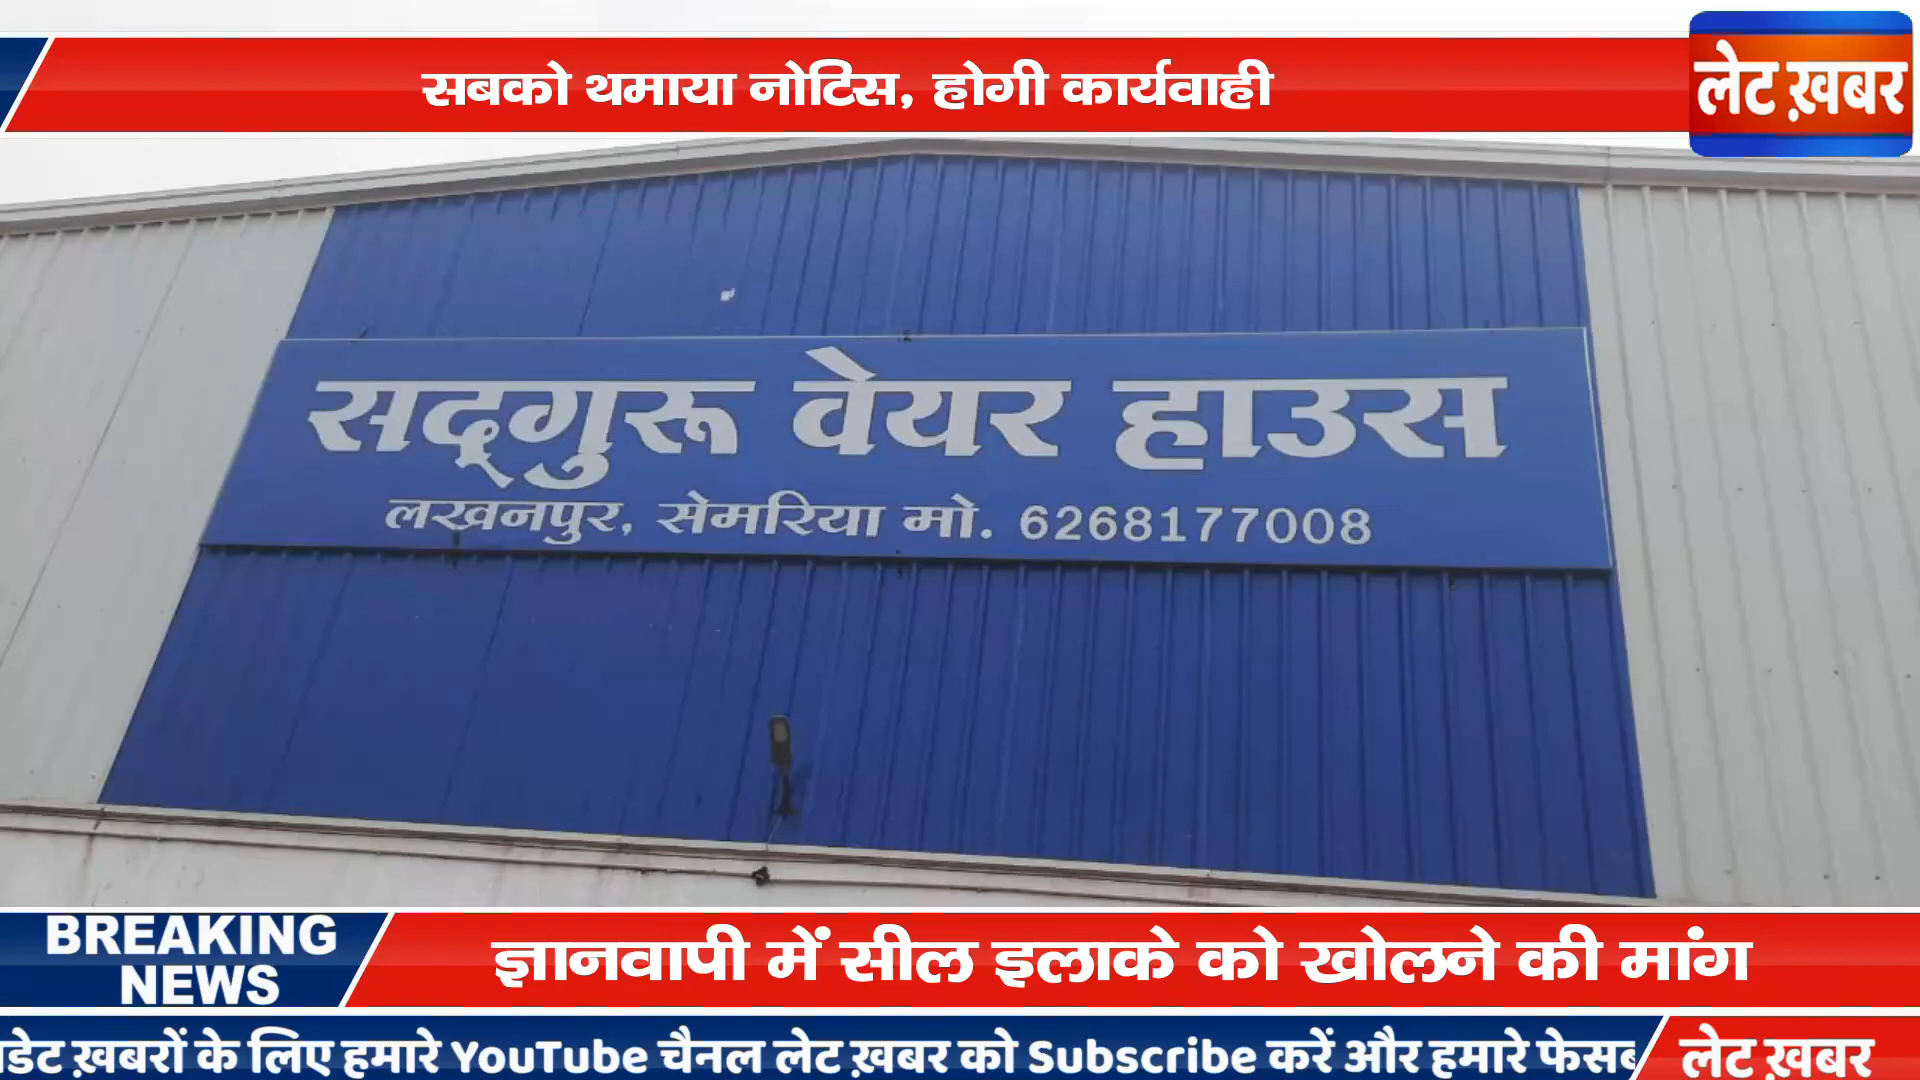 सबको थमाया नोटिस, होगी कार्यवाही
लेट ख़बर
सद्गुरू वेयर हाउस
लखनपुर, सेमरिया मो. 6268177008
BREAKING
NEWS
ज्ञानवापी में सील इलाके को खोलने की मांग
डेट ख़बरों के लिए हमारे YouTube चैनल लेट ख़बर को Subscribe करें और हमारे फेसब
लेट ख़बर